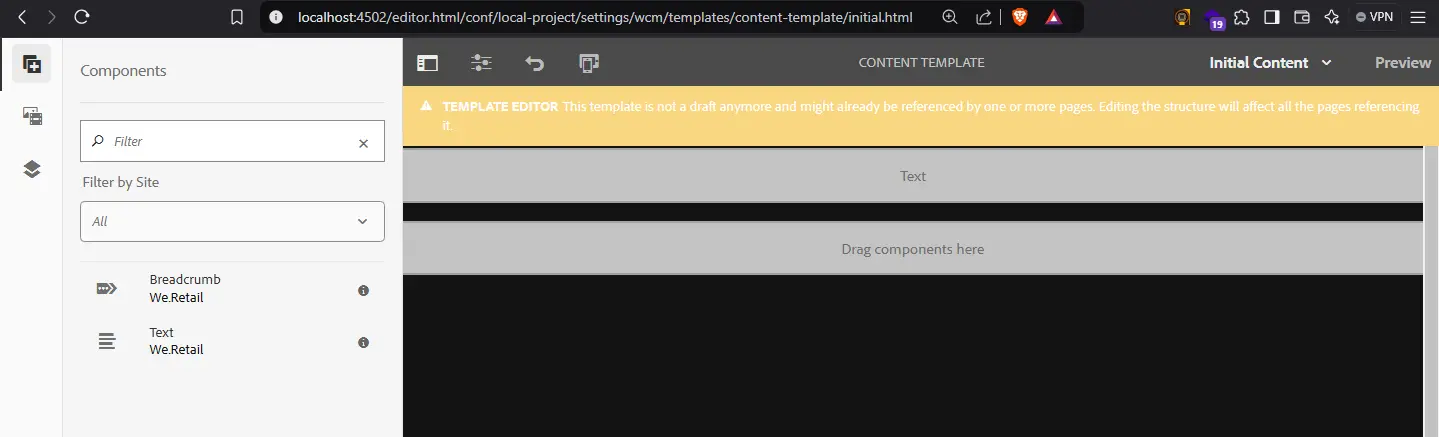 localhost:4502/editor.html/conf/local-project/settings/wcm/templates/content-template/initial.html
19
VPN
Components
Filter
Filter by Site
All
Breadcrumb
We.Retail
Text
We.Retail
CONTENT TEMPLATE
Initial Content
Preview
TEMPLATE EDITOR This template is not a draft anymore and might already be referenced by one or more pages. Editing the structure will affect all the pages referencing
it.
Text
Drag components here